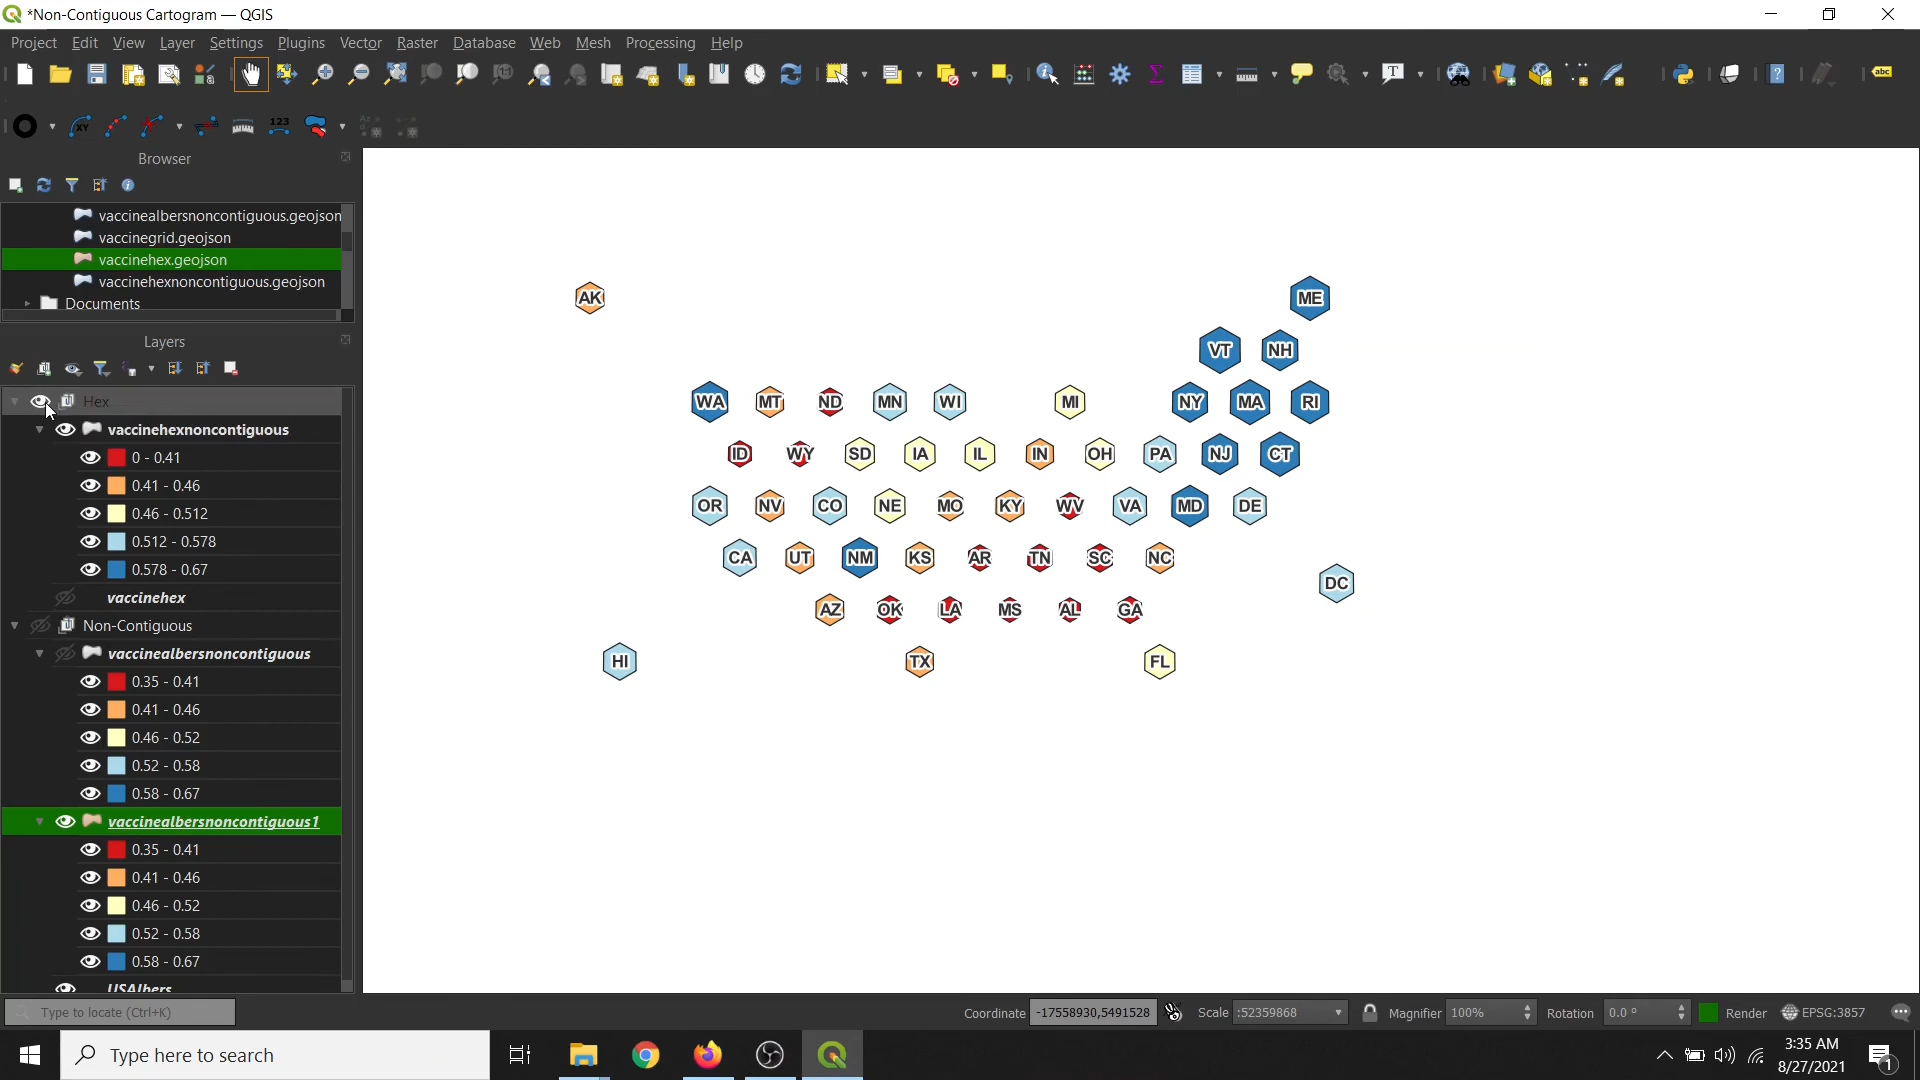 *Non-Contiguous Cartogram — QGIS
Project Edit View Layer Settings Plugins Vector Raster Database Web Mesh Processing Help
abc
XY 123
Browser
vaccinealbersnoncontiguous.geojson
vaccinegrid.geojson
vaccinehex.geojson
vaccinehexnoncontiguous.geojson
Documents
Layers
Hex
vaccinehexnoncontiguous
0 - 0.41
0.41 - 0.46
0.46 - 0.512
0.512 - 0.578
0.578 - 0.67
vaccinehex
Non-Contiguous
vaccinealbersnoncontiguous
0.35 - 0.41
0.41 - 0.46
0.46 - 0.52
0.52 - 0.58
0.58 - 0.67
vaccinealbersnoncontiguous1
0.35 - 0.41
0.41 - 0.46
0.46 - 0.52
0.52 - 0.58
0.58 - 0.67
USAlbers
AK ME
VT NH
WA MT ND MN WI MI NY MA RI
ID WY SD IA IL IN OH PA NJ CT
OR NV CO NE MO KY WV VA MD DE
CA UT NM KS AR TN SC NC
DC
AZ OK LA MS AL GA
HI TX FL
Type to locate (Ctrl+K) Coordinate -17558930,5491528 Scale :52359868 Magnifier 100% Rotation 0.0 ° Render EPSG:3857
Type here to search
3:35 AM
8/27/2021
1